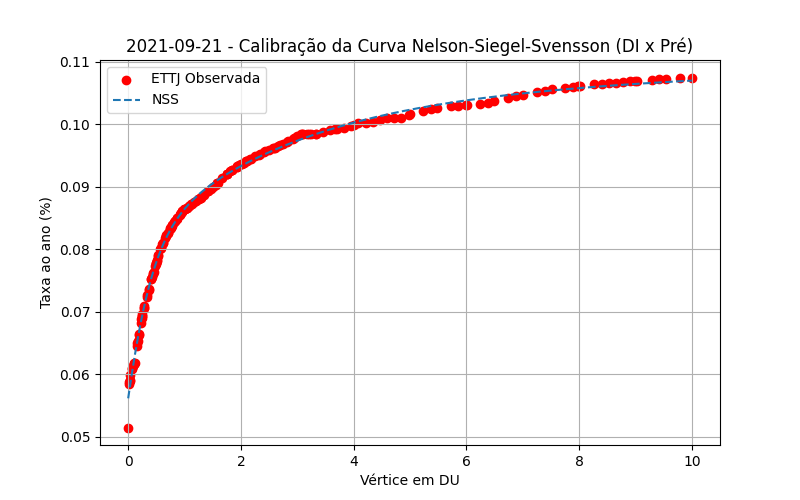 2021-09-21 - Calibração da Curva Nelson-Siegel-Svensson (DI x Pré)
ETTJ Observada
NSS
Taxa ao ano (%)
0.11
0.10
0.09
0.08
0.07
0.06
0.05
0 2 4 6 8 10
Vértice em DU